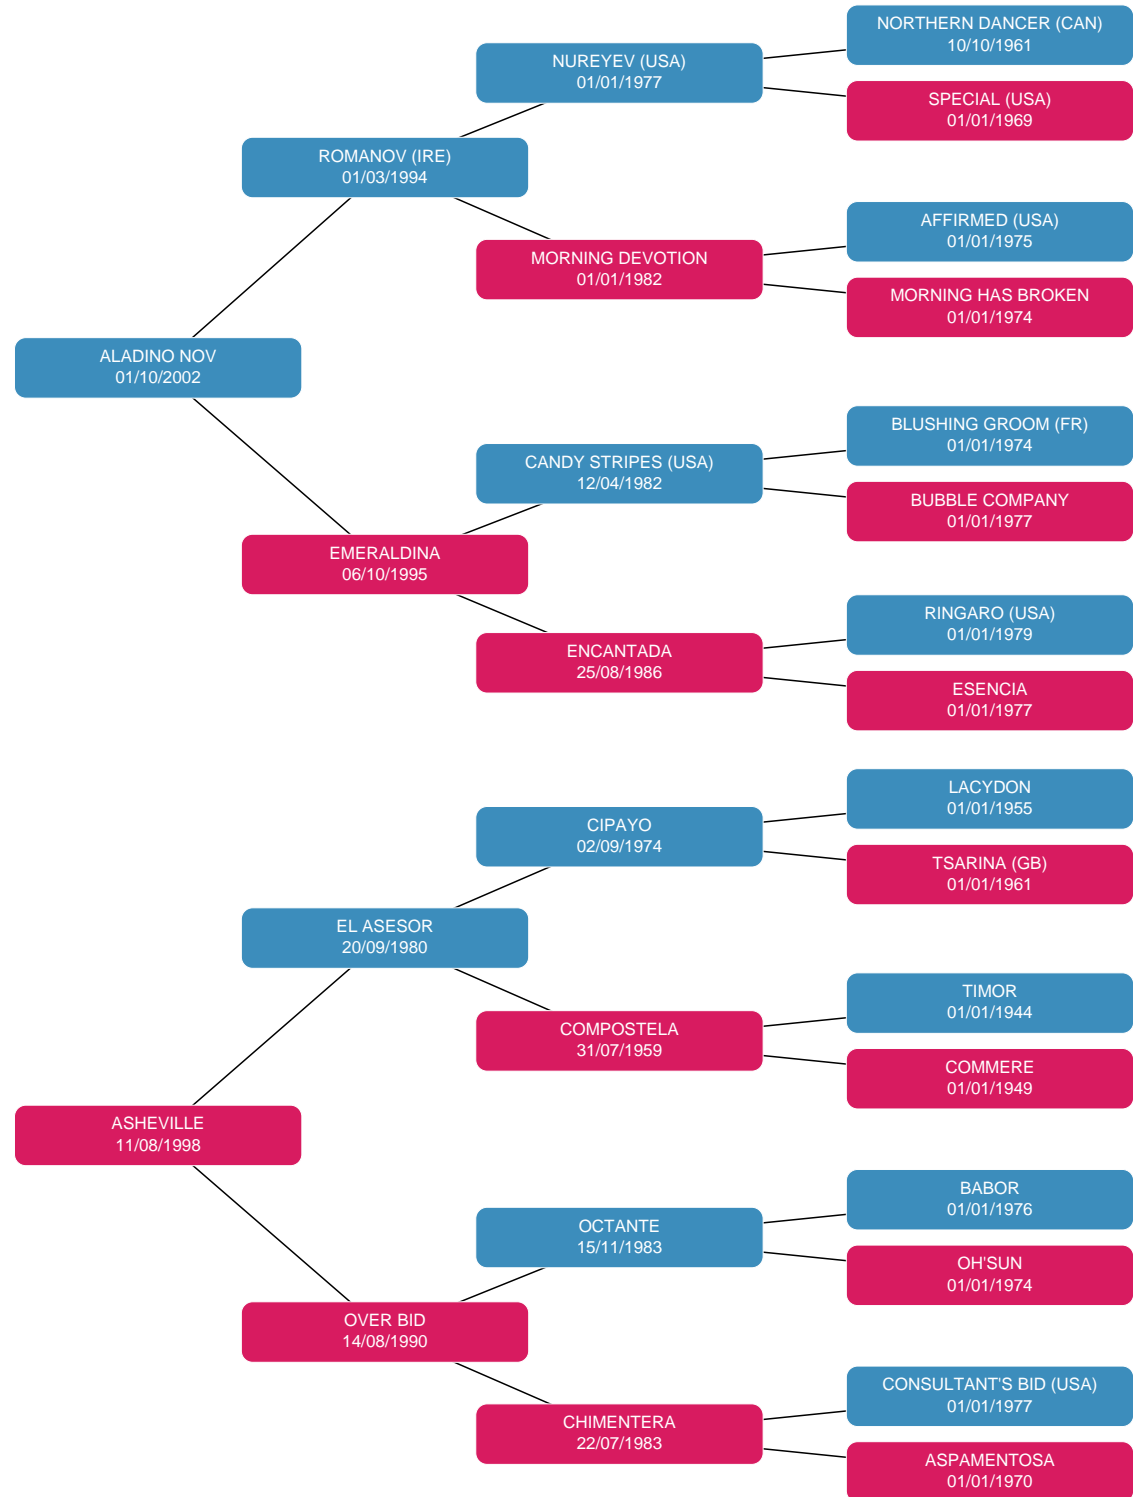 NORTHERN DANCER (CAN)
10/10/1961
NUREYEV (USA)
01/01/1977
SPECIAL (USA)
01/01/1969
ROMANOV (IRE)
01/03/1994
AFFIRMED (USA)
01/01/1975
MORNING DEVOTION
01/01/1982
MORNING HAS BROKEN
01/01/1974
ALADINO NOV
01/10/2002
BLUSHING GROOM (FR)
01/01/1974
CANDY STRIPES (USA)
12/04/1982
BUBBLE COMPANY
01/01/1977
EMERALDINA
06/10/1995
RINGARO (USA)
01/01/1979
ENCANTADA
25/08/1986
ESENCIA
01/01/1977
LACYDON
01/01/1955
CIPAYO
02/09/1974
TSARINA (GB)
01/01/1961
EL ASESOR
20/09/1980
TIMOR
01/01/1944
COMPOSTELA
31/07/1959
COMMERE
01/01/1949
ASHEVILLE
11/08/1998
BABOR
01/01/1976
OCTANTE
15/11/1983
OH'SUN
01/01/1974
OVER BID
14/08/1990
CONSULTANT'S BID (USA)
01/01/1977
CHIMENTERA
22/07/1983
ASPAMENTOSA
01/01/1970